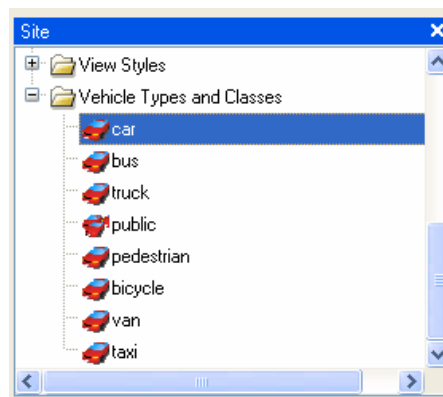 Site
View Styles
Vehicle Types and Classes
car
bus
truck
public
pedestrian
bicycle
van
taxi